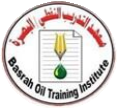 معهد التدريب النفطي / البصرة
Basrah Oil Training Institute